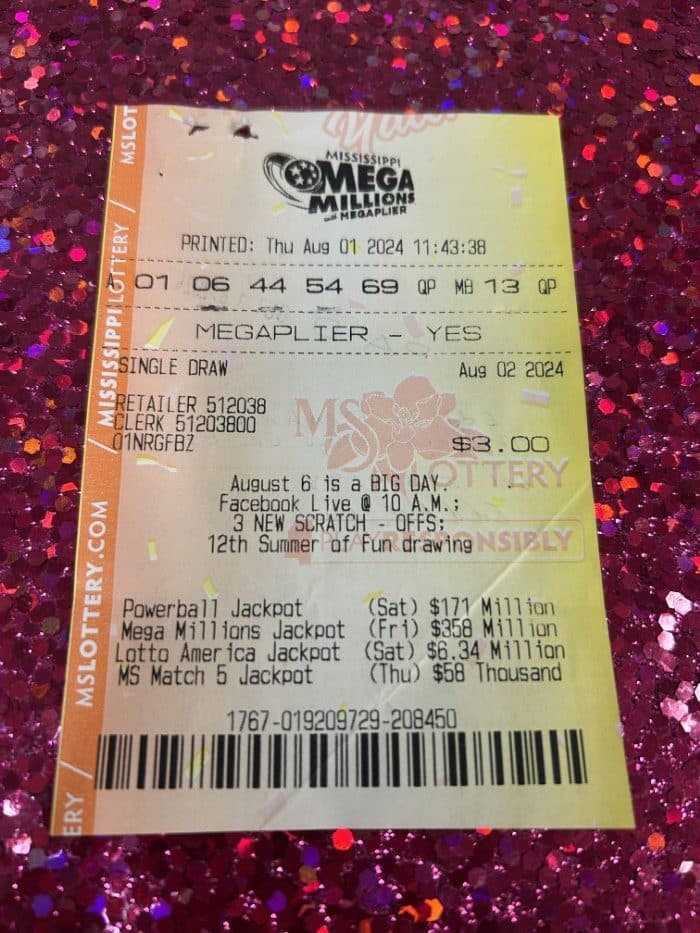 MISSISSIPPI
MEGA
MILLIONS
with MEGAPLIER
PRINTED: Thu Aug 01 2024 11:43:38
A 01 06 44 54 69 QP MB 13 QP
MEGAPLIER - YES
SINGLE DRAW Aug 02 2024
RETAILER 512038
CLERK 51203800
01NRGFBZ $3.00
MS LOTTERY
August 6 is a BIG DAY.
Facebook Live @ 10 A.M.;
3 NEW SCRATCH - OFFS;
12th Summer of Fun drawing
PLAY RESPONSIBLY
Powerball Jackpot (Sat) $171 Million
Mega Millions Jackpot (Fri) $358 Million
Lotto America Jackpot (Sat) $6.34 Million
MS Match 5 Jackpot (Thu) $58 Thousand
1767-019209729-208450
MSLOT
/ MISSISSIPPI LOTTERY /
MSLOTTERY.COM
ERY /